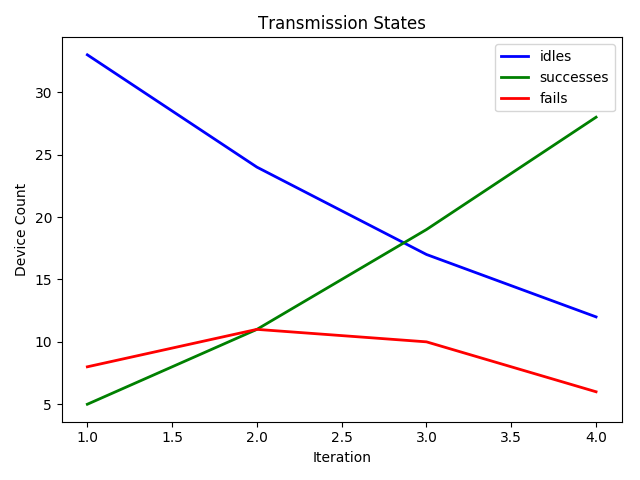 Transmission States
idles
successes
fails
30
25
20
15
10
5
Device Count
1.0 1.5 2.0 2.5 3.0 3.5 4.0
Iteration